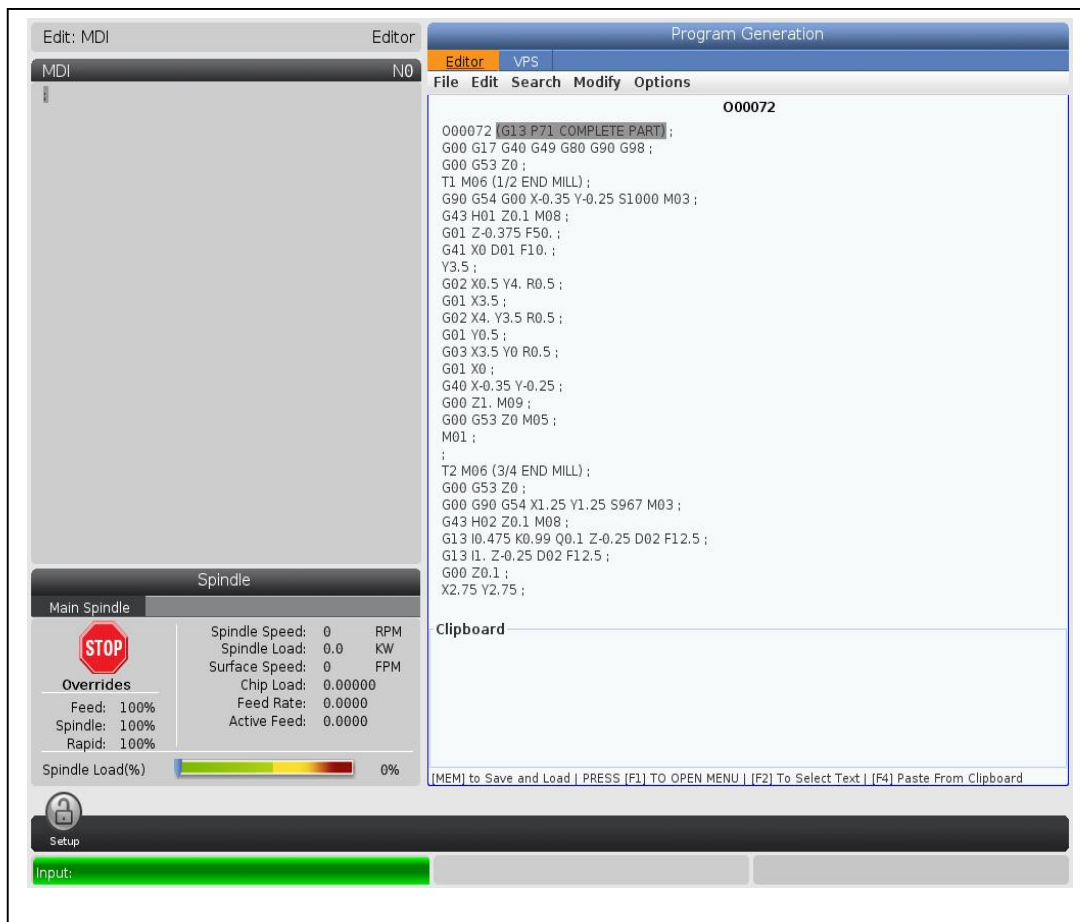 Edit: MDI Editor
MDI N0
;
Program Generation
Editor VPS
File Edit Search Modify Options
O00072
O00072 (G13 P71 COMPLETE PART) ;
G00 G17 G40 G49 G80 G90 G98 ;
G00 G53 Z0 ;
T1 M06 (1/2 END MILL) ;
G90 G54 G00 X-0.35 Y-0.25 S1000 M03 ;
G43 H01 Z0.1 M08 ;
G01 Z-0.375 F50. ;
G41 X0 D01 F10. ;
Y3.5 ;
G02 X0.5 Y4. R0.5 ;
G01 X3.5 ;
G02 X4. Y3.5 R0.5 ;
G01 Y0.5 ;
G03 X3.5 Y0 R0.5 ;
G01 X0 ;
G40 X-0.35 Y-0.25 ;
G00 Z1. M09 ;
G00 G53 Z0 M05 ;
M01 ;
;
T2 M06 (3/4 END MILL) ;
G00 G53 Z0 ;
G00 G90 G54 X1.25 Y1.25 S967 M03 ;
G43 H02 Z0.1 M08 ;
G13 I0.475 K0.99 Q0.1 Z-0.25 D02 F12.5 ;
G13 I1. Z-0.25 D02 F12.5 ;
G00 Z0.1 ;
X2.75 Y2.75 ;
Clipboard
[MEM] to Save and Load | PRESS [F1] TO OPEN MENU | [F2] To Select Text | [F4] Paste From Clipboard
Spindle
Main Spindle
STOP
Overrides
Feed: 100%
Spindle: 100%
Rapid: 100%
Spindle Speed: 0 RPM
Spindle Load: 0.0 KW
Surface Speed: 0 FPM
Chip Load: 0.00000
Feed Rate: 0.0000
Active Feed: 0.0000
Spindle Load(%) 0%
Setup
Input: